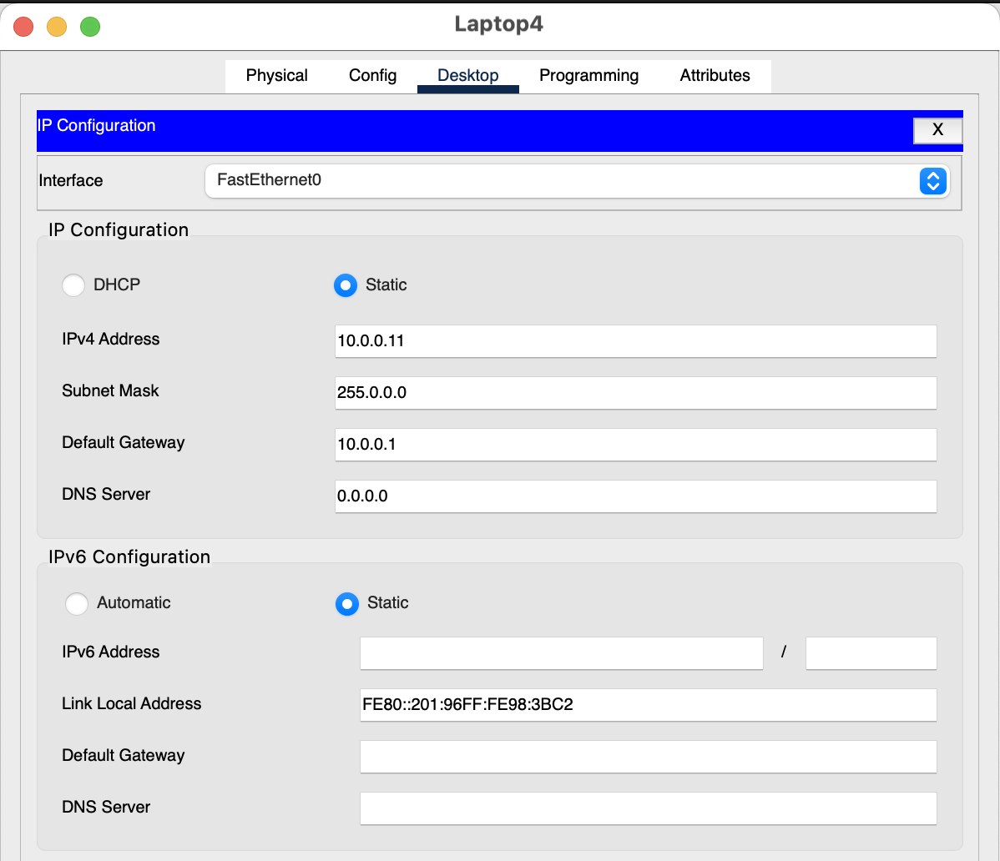 Laptop4
Physical Config Desktop Programming Attributes
IP Configuration X
Interface FastEthernet0
IP Configuration
DHCP Static
IPv4 Address 10.0.0.11
Subnet Mask 255.0.0.0
Default Gateway 10.0.0.1
DNS Server 0.0.0.0
IPv6 Configuration
Automatic Static
IPv6 Address /
Link Local Address FE80::201:96FF:FE98:3BC2
Default Gateway
DNS Server